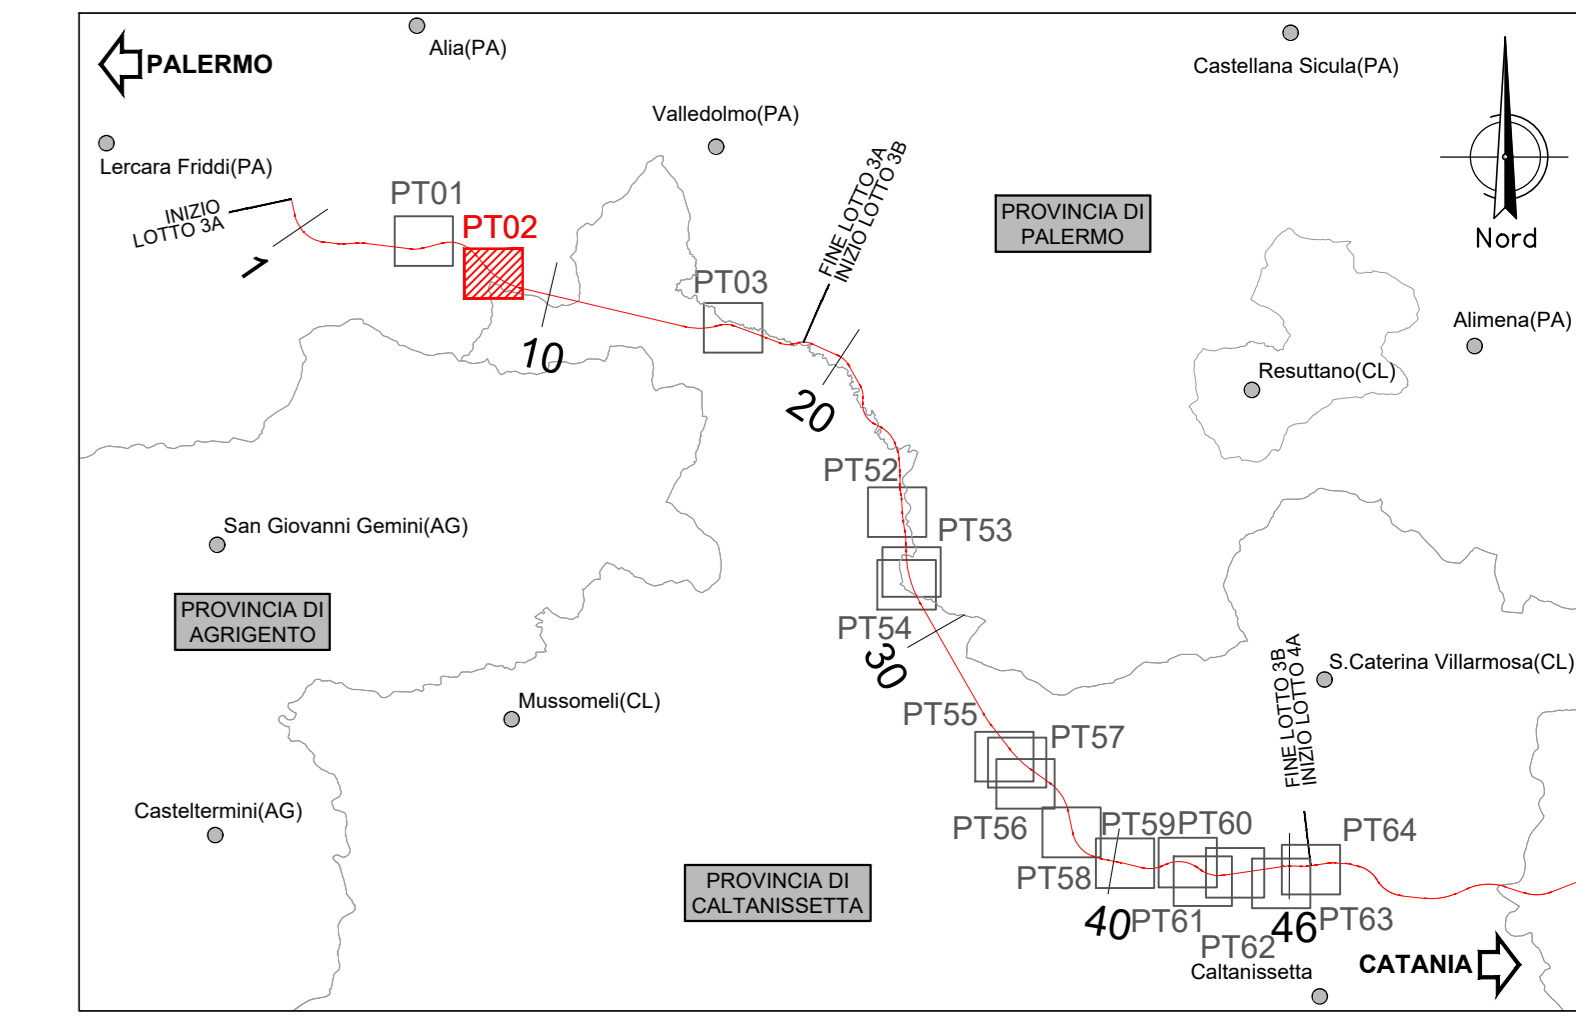 Alia(PA)
PALERMO
Castellana Sicula(PA)
Valledolmo(PA)
Lercara Friddi(PA)
INIZIO
LOTTO 3A
1
PT01
PT02
10
PT03
FINE LOTTO 3A
INIZIO LOTTO 3B
PROVINCIA DI
PALERMO
Nord
Alimena(PA)
Resuttano(CL)
20
PT52
San Giovanni Gemini(AG)
PT53
PROVINCIA DI
AGRIGENTO
PT54
30
FINE LOTTO 3B
INIZIO LOTTO 4A
S.Caterina Villarmosa(CL)
Mussomeli(CL)
PT55
PT57
Casteltermini(AG)
PT56
PT59
PT60
PT64
PT58
PROVINCIA DI
CALTANISSETTA
40
PT61
PT62
46
PT63
Caltanissetta
CATANIA